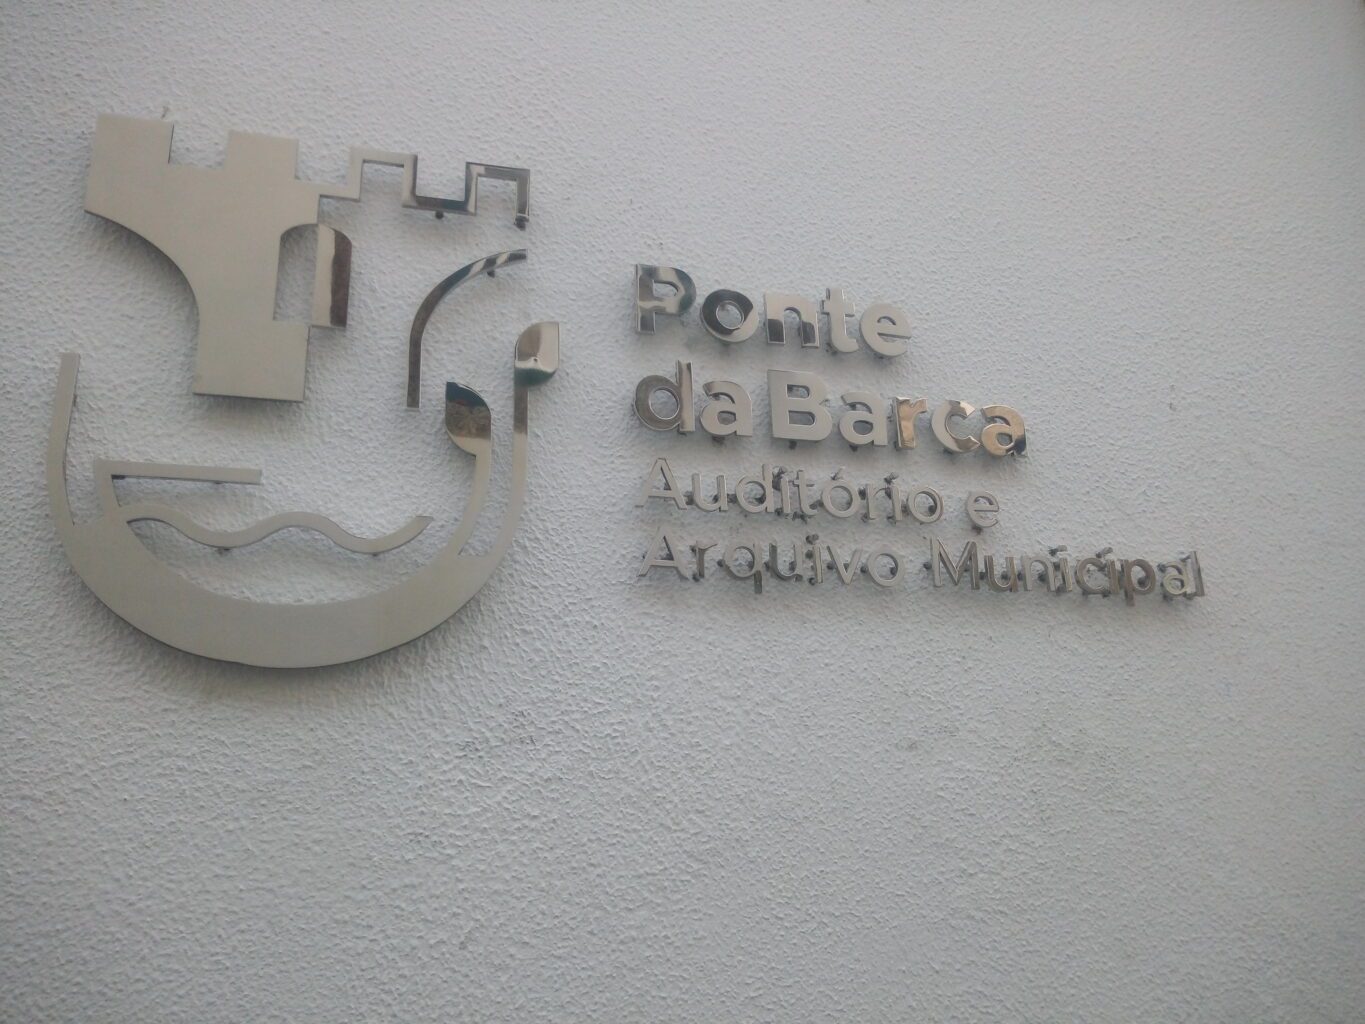 Ponte
da Barca
Auditório e
Arquivo Municipal